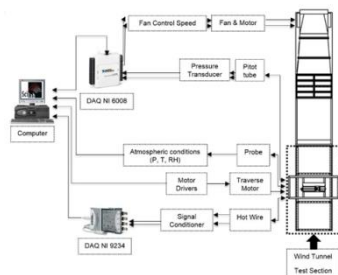 Fan Control Speed
Fan & Motor
Pressure
Transducer
Pitot
tube
DAQ NI 6008
Computer
Atmospheric conditions
(P, T, RH)
Probe
Motor
Drivers
Traverse
Motor
Signal
Conditioner
Hot Wire
DAQ NI 9234
Wind Tunnel
Test Section